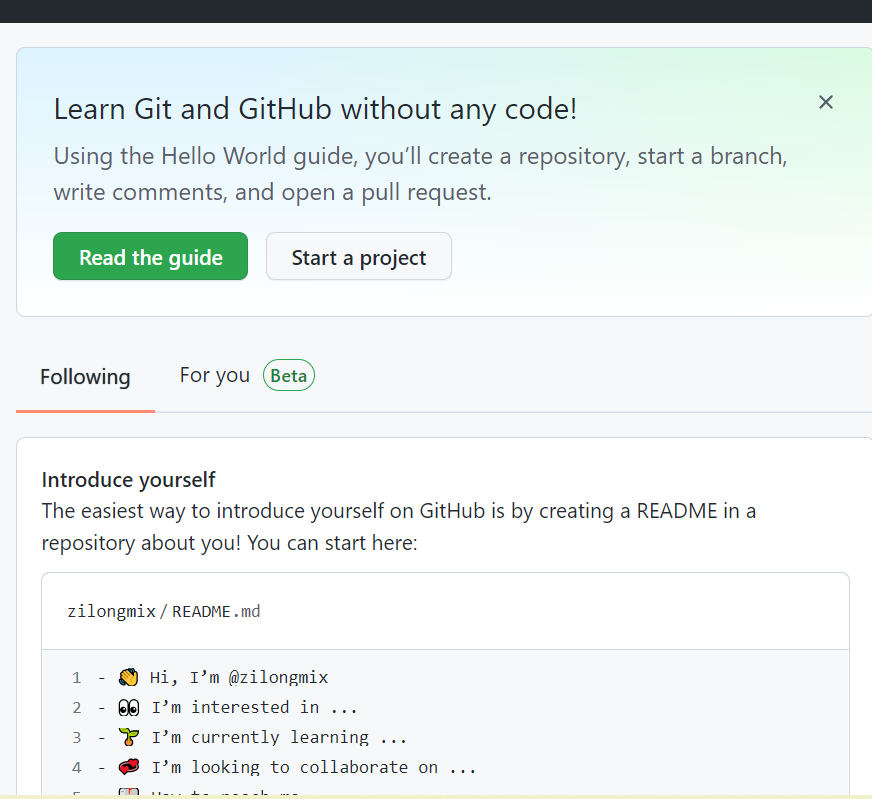 Learn Git and GitHub without any code!
Using the Hello World guide, you’ll create a repository, start a branch,
write comments, and open a pull request.
Read the guide Start a project
Following For you Beta
Introduce yourself
The easiest way to introduce yourself on GitHub is by creating a README in a
repository about you! You can start here:
zilongmix/README.md
1 - 👋 Hi, I’m @zilongmix
2 - 👀 I’m interested in ...
3 - 🌱 I’m currently learning ...
4 - 💞️ I’m looking to collaborate on ...